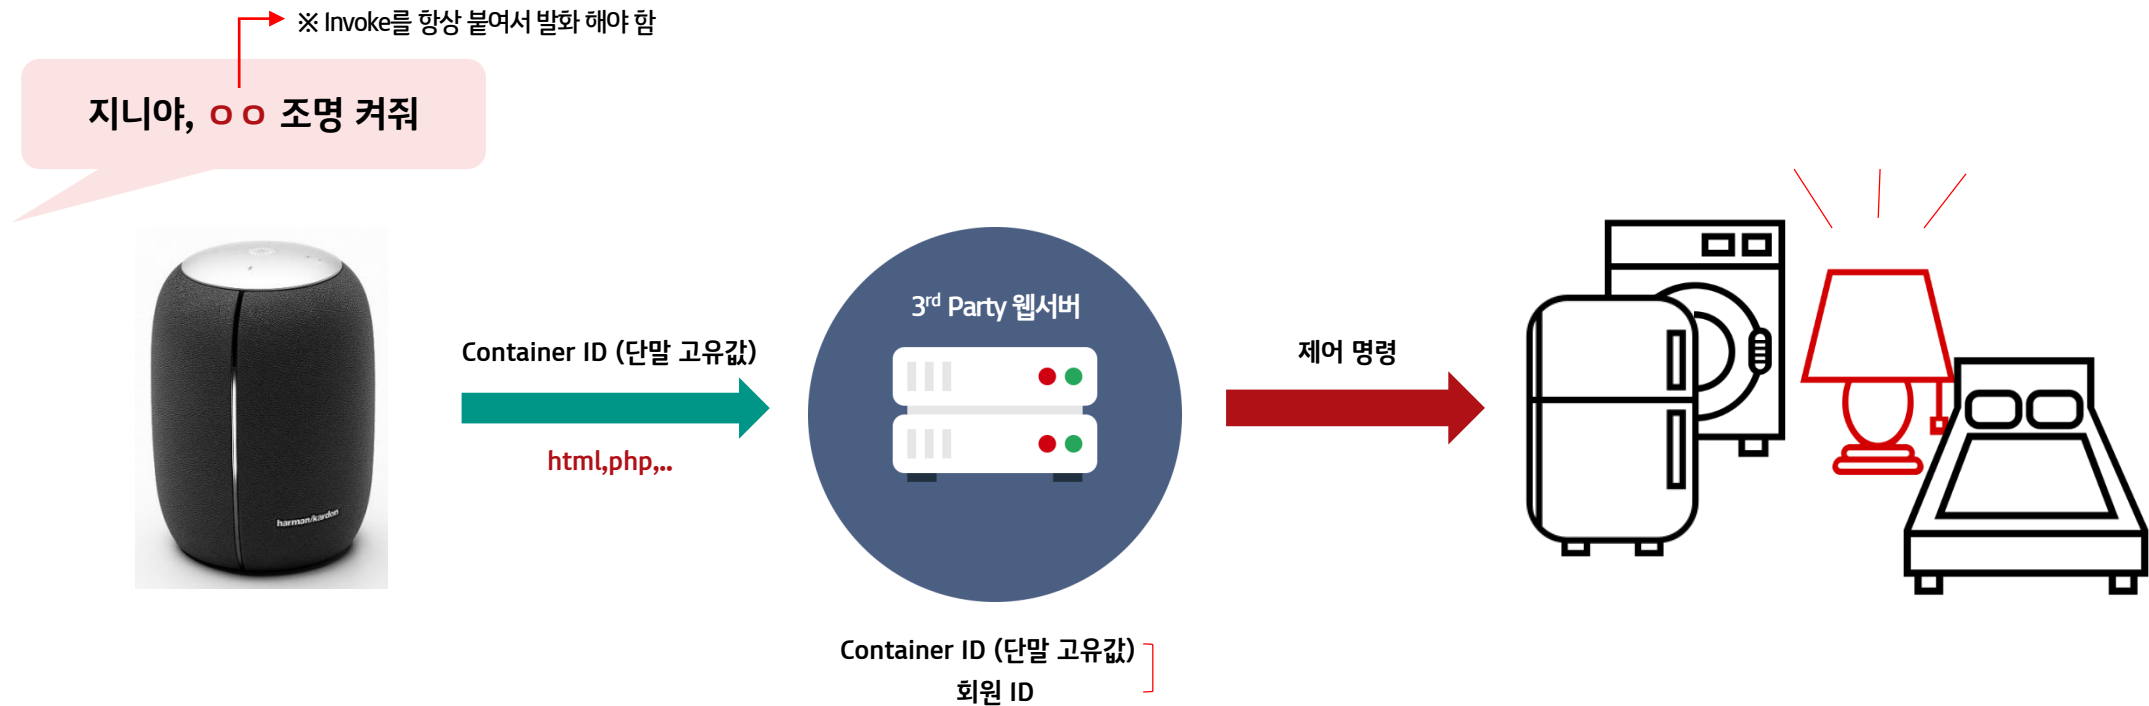 ※ Invoke를 항상 붙여서 발화 해야 함
지니야, ㅇㅇ 조명 켜줘
harman/kardon
Container ID (단말 고유값)
html,php,..
3rd Party 웹서버
제어 명령
Container ID (단말 고유값)
회원 ID